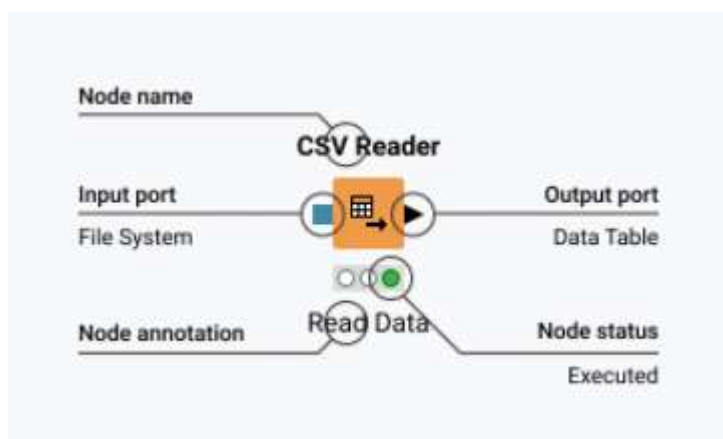 Node name
CSV Reader
Input port
Output port
File System
Data Table
Read Data
Node annotation
Node status
Executed